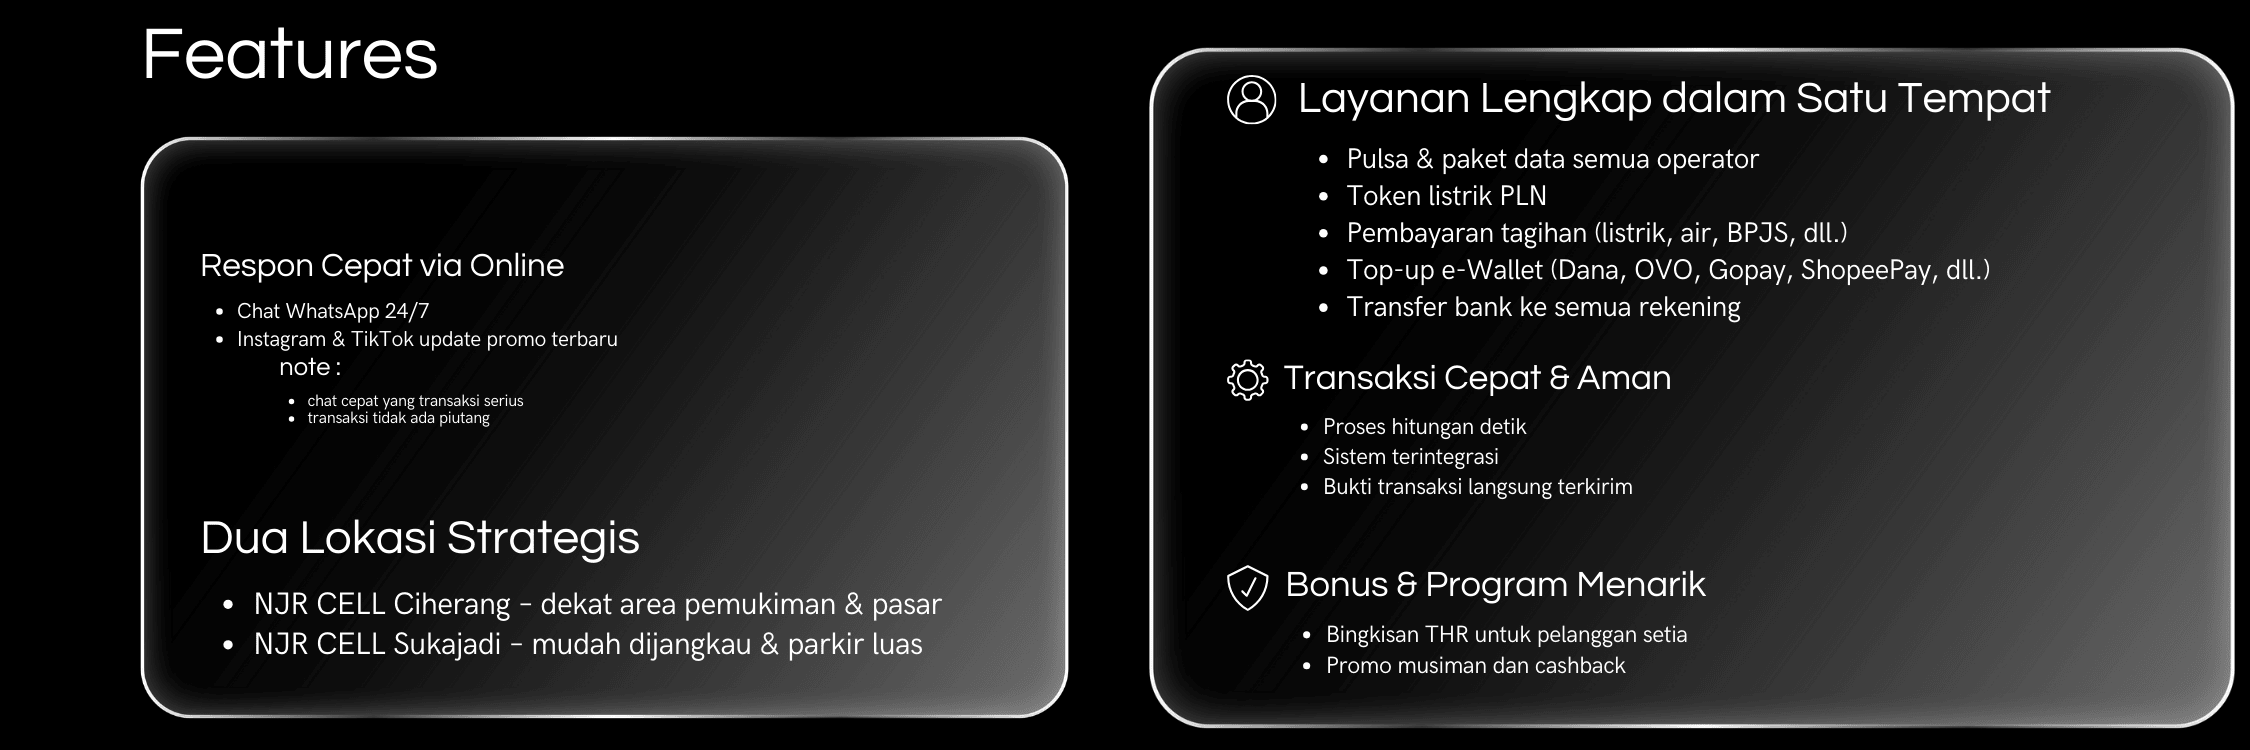 Features
Respon Cepat via Online
• Chat WhatsApp 24/7
• Instagram & TikTok update promo terbaru
note :
• chat cepat yang transaksi serius
• transaksi tidak ada piutang
Dua Lokasi Strategis
• NJR CELL Ciherang – dekat area pemukiman & pasar
• NJR CELL Sukajadi – mudah dijangkau & parkir luas
Layanan Lengkap dalam Satu Tempat
• Pulsa & paket data semua operator
• Token listrik PLN
• Pembayaran tagihan (listrik, air, BPJS, dll.)
• Top-up e-Wallet (Dana, OVO, Gopay, ShopeePay, dll.)
• Transfer bank ke semua rekening
Transaksi Cepat & Aman
• Proses hitungan detik
• Sistem terintegrasi
• Bukti transaksi langsung terkirim
Bonus & Program Menarik
• Bingkisan THR untuk pelanggan setia
• Promo musiman dan cashback